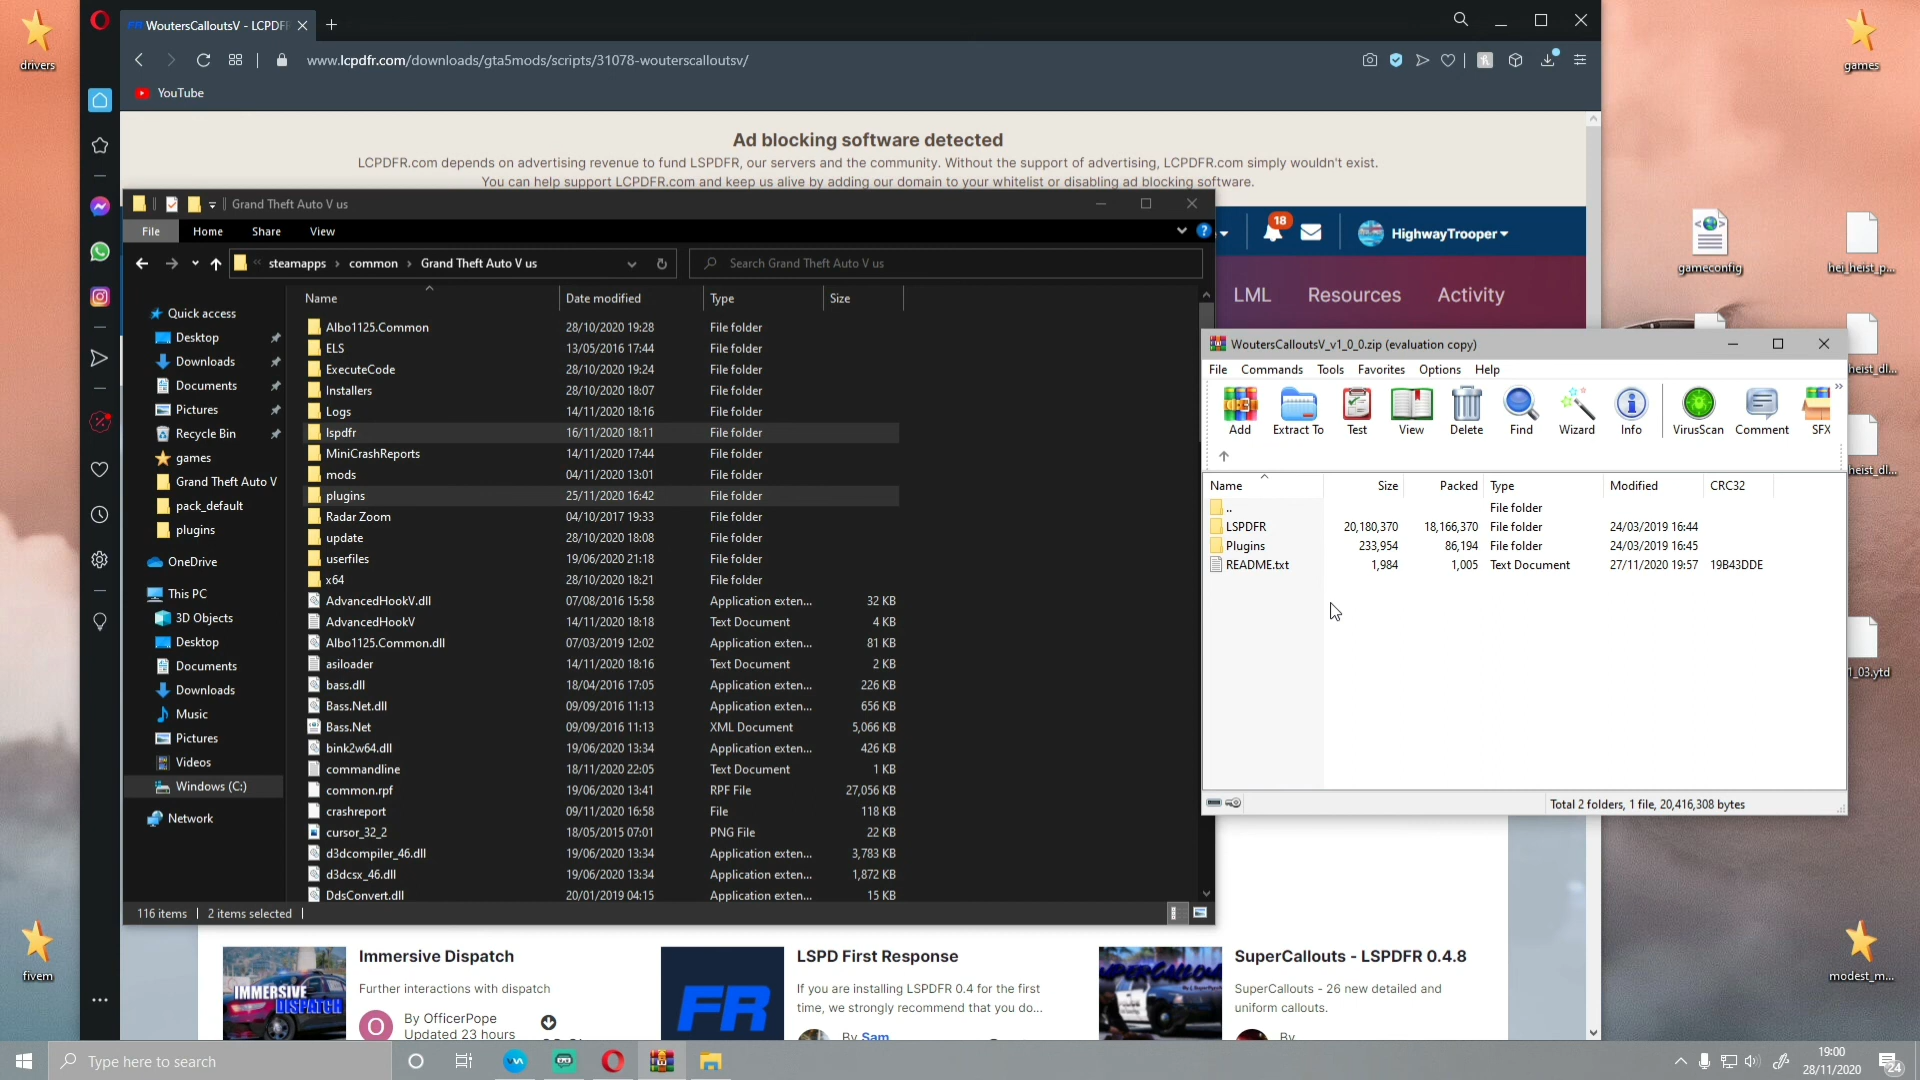 drivers
WoutersCalloutsV - LCPDF
www.lcpdfr.com/downloads/gta5mods/scripts/31078-wouterscalloutsv/
YouTube
games
Ad blocking software detected
LCPDFR.com depends on advertising revenue to fund LSPDFR, our servers and the community. Without the support of advertising, LCPDFR.com simply wouldn't exist.
You can help support LCPDFR.com and keep us alive by adding our domain to your whitelist or disabling ad blocking software.
Grand Theft Auto V us
File Home Share View
18
HighwayTrooper
steamapps common Grand Theft Auto V us
Search Grand Theft Auto V us
gameconfig
hei_heist_p...
LML Resources Activity
Name Date modified Type Size
Quick access
Desktop
Downloads
Documents
Pictures
Recycle Bin
games
Grand Theft Auto V
pack_default
plugins
OneDrive
This PC
3D Objects
Desktop
Documents
Downloads
Music
Pictures
Videos
Windows (C:)
Network
Albo1125.Common 28/10/2020 19:28 File folder
ELS 13/05/2016 17:44 File folder
ExecuteCode 28/10/2020 19:24 File folder
Installers 28/10/2020 18:07 File folder
Logs 14/11/2020 18:16 File folder
lspdfr 16/11/2020 18:11 File folder
MiniCrashReports 14/11/2020 17:44 File folder
mods 04/11/2020 13:01 File folder
plugins 25/11/2020 16:42 File folder
Radar Zoom 04/10/2017 19:33 File folder
update 28/10/2020 18:08 File folder
userfiles 19/06/2020 21:18 File folder
x64 28/10/2020 18:21 File folder
AdvancedHookV.dll 07/08/2016 15:58 Application exten... 32 KB
AdvancedHookV 14/11/2020 18:18 Text Document 4 KB
Albo1125.Common.dll 07/03/2019 12:02 Application exten... 81 KB
asiloader 14/11/2020 18:16 Text Document 2 KB
bass.dll 18/04/2016 17:05 Application exten... 226 KB
Bass.Net.dll 09/09/2016 11:13 Application exten... 656 KB
Bass.Net 09/09/2016 11:13 XML Document 5,066 KB
bink2w64.dll 19/06/2020 13:34 Application exten... 426 KB
commandline 18/11/2020 22:05 Text Document 1 KB
common.rpf 19/06/2020 13:41 RPF File 27,056 KB
crashreport 09/11/2020 16:58 File 118 KB
cursor_32_2 18/05/2015 07:01 PNG File 22 KB
d3dcompiler_46.dll 19/06/2020 13:34 Application exten... 3,783 KB
d3dcsx_46.dll 19/06/2020 13:34 Application exten... 1,872 KB
DdsConvert.dll 20/01/2019 04:15 Application exten... 15 KB
116 items 2 items selected
WoutersCalloutsV_v1_0_0.zip (evaluation copy)
File Commands Tools Favorites Options Help
Add Extract To Test View Delete Find Wizard Info VirusScan Comment SFX
Name Size Packed Type Modified CRC32
.. File folder
LSPDFR 20,180,370 18,166,370 File folder 24/03/2019 16:44
Plugins 233,954 86,194 File folder 24/03/2019 16:45
README.txt 1,984 1,005 Text Document 27/11/2020 19:57 19B43DDE
Total 2 folders, 1 file, 20,416,308 bytes
heist_dl...
heist_dl...
1_03.ytd
IMMERSIVE
DISPATCH
Immersive Dispatch
Further interactions with dispatch
O
By OfficerPope
Updated 23 hours
FR
LSPD First Response
If you are installing LSPDFR 0.4 for the first
time, we strongly recommend that you do...
By Sam
SuperCallouts - LSPDFR 0.4.8
SuperCallouts - 26 new detailed and
uniform callouts.
By
fivem
modest_m...
Type here to search
19:00
28/11/2020
24